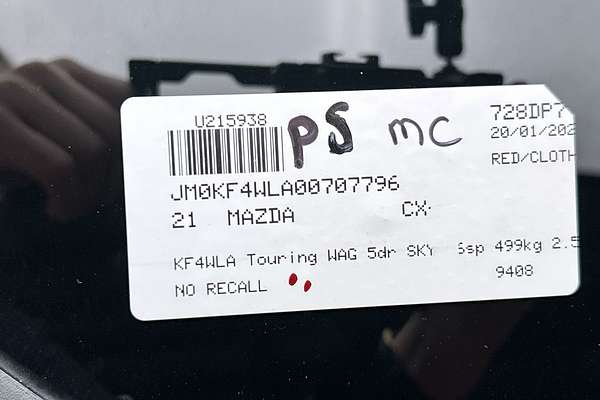 U215938
PS mc
728DP7
20/01/202
RED/CLOTH
JM0KF4WLA00707796
21 MAZDA CX-
KF4WLA Touring WAG 5dr SKY 6sp 499kg 2.5
NO RECALL
9408